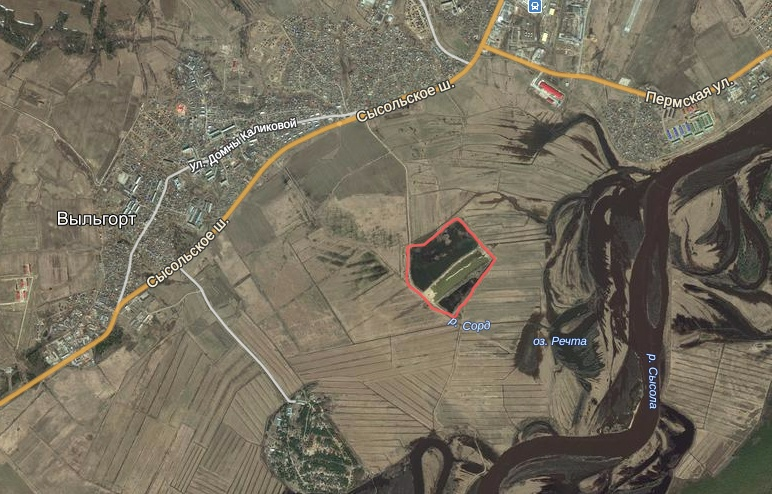 Сысольское ш.
Пермская ул.
ул. Домны Каликовой
Выльгорт
Сысольское ш.
р. Сорд
оз. Речта
р. Сысола